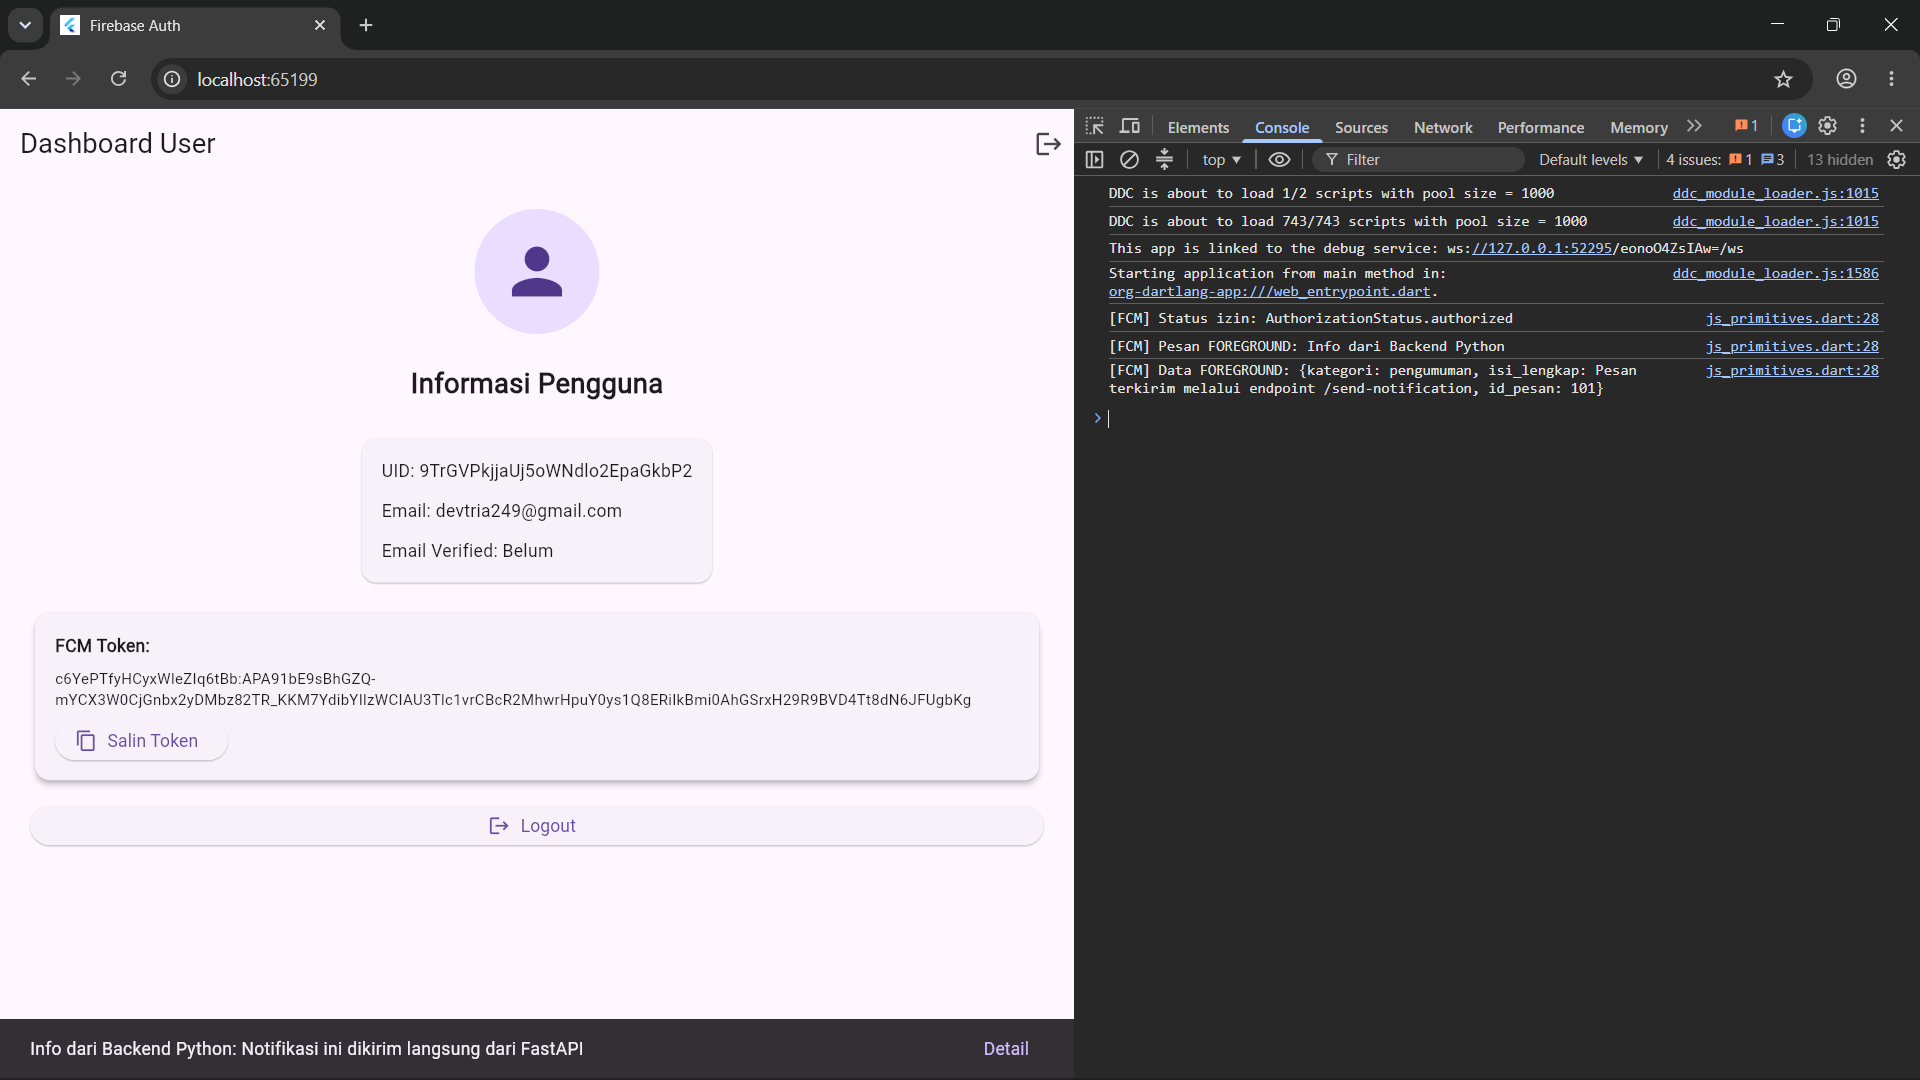 Firebase Auth
localhost:65199
Dashboard User
Informasi Pengguna
UID: 9TrGVPkjjaUj5oWNdlo2EpaGkbP2
Email: devtria249@gmail.com
Email Verified: Belum
FCM Token:
c6YePTfyHCyxWleZIq6tBb:APA91bE9sBhGZQ-
mYCX3W0CjGnbx2yDMbz82TR_KKM7YdibYIlzWCIAU3Tlc1vrCBcR2MhwrHpuY0ys1Q8ERiIkBmi0AhGSrxH29R9BVD4Tt8dN6JFUgbKg
Salin Token
Logout
Info dari Backend Python: Notifikasi ini dikirim langsung dari FastAPI Detail
Elements Console Sources Network Performance Memory 1
top Filter Default levels 4 issues: 1 3 13 hidden
DDC is about to load 1/2 scripts with pool size = 1000 ddc_module_loader.js:1015
DDC is about to load 743/743 scripts with pool size = 1000 ddc_module_loader.js:1015
This app is linked to the debug service: ws://127.0.0.1:52295/eonoO4ZsIAw=/ws
Starting application from main method in: ddc_module_loader.js:1586
org-dartlang-app:///web_entrypoint.dart.
[FCM] Status izin: AuthorizationStatus.authorized js_primitives.dart:28
[FCM] Pesan FOREGROUND: Info dari Backend Python js_primitives.dart:28
[FCM] Data FOREGROUND: {kategori: pengumuman, isi_lengkap: Pesan js_primitives.dart:28
terkirim melalui endpoint /send-notification, id_pesan: 101}